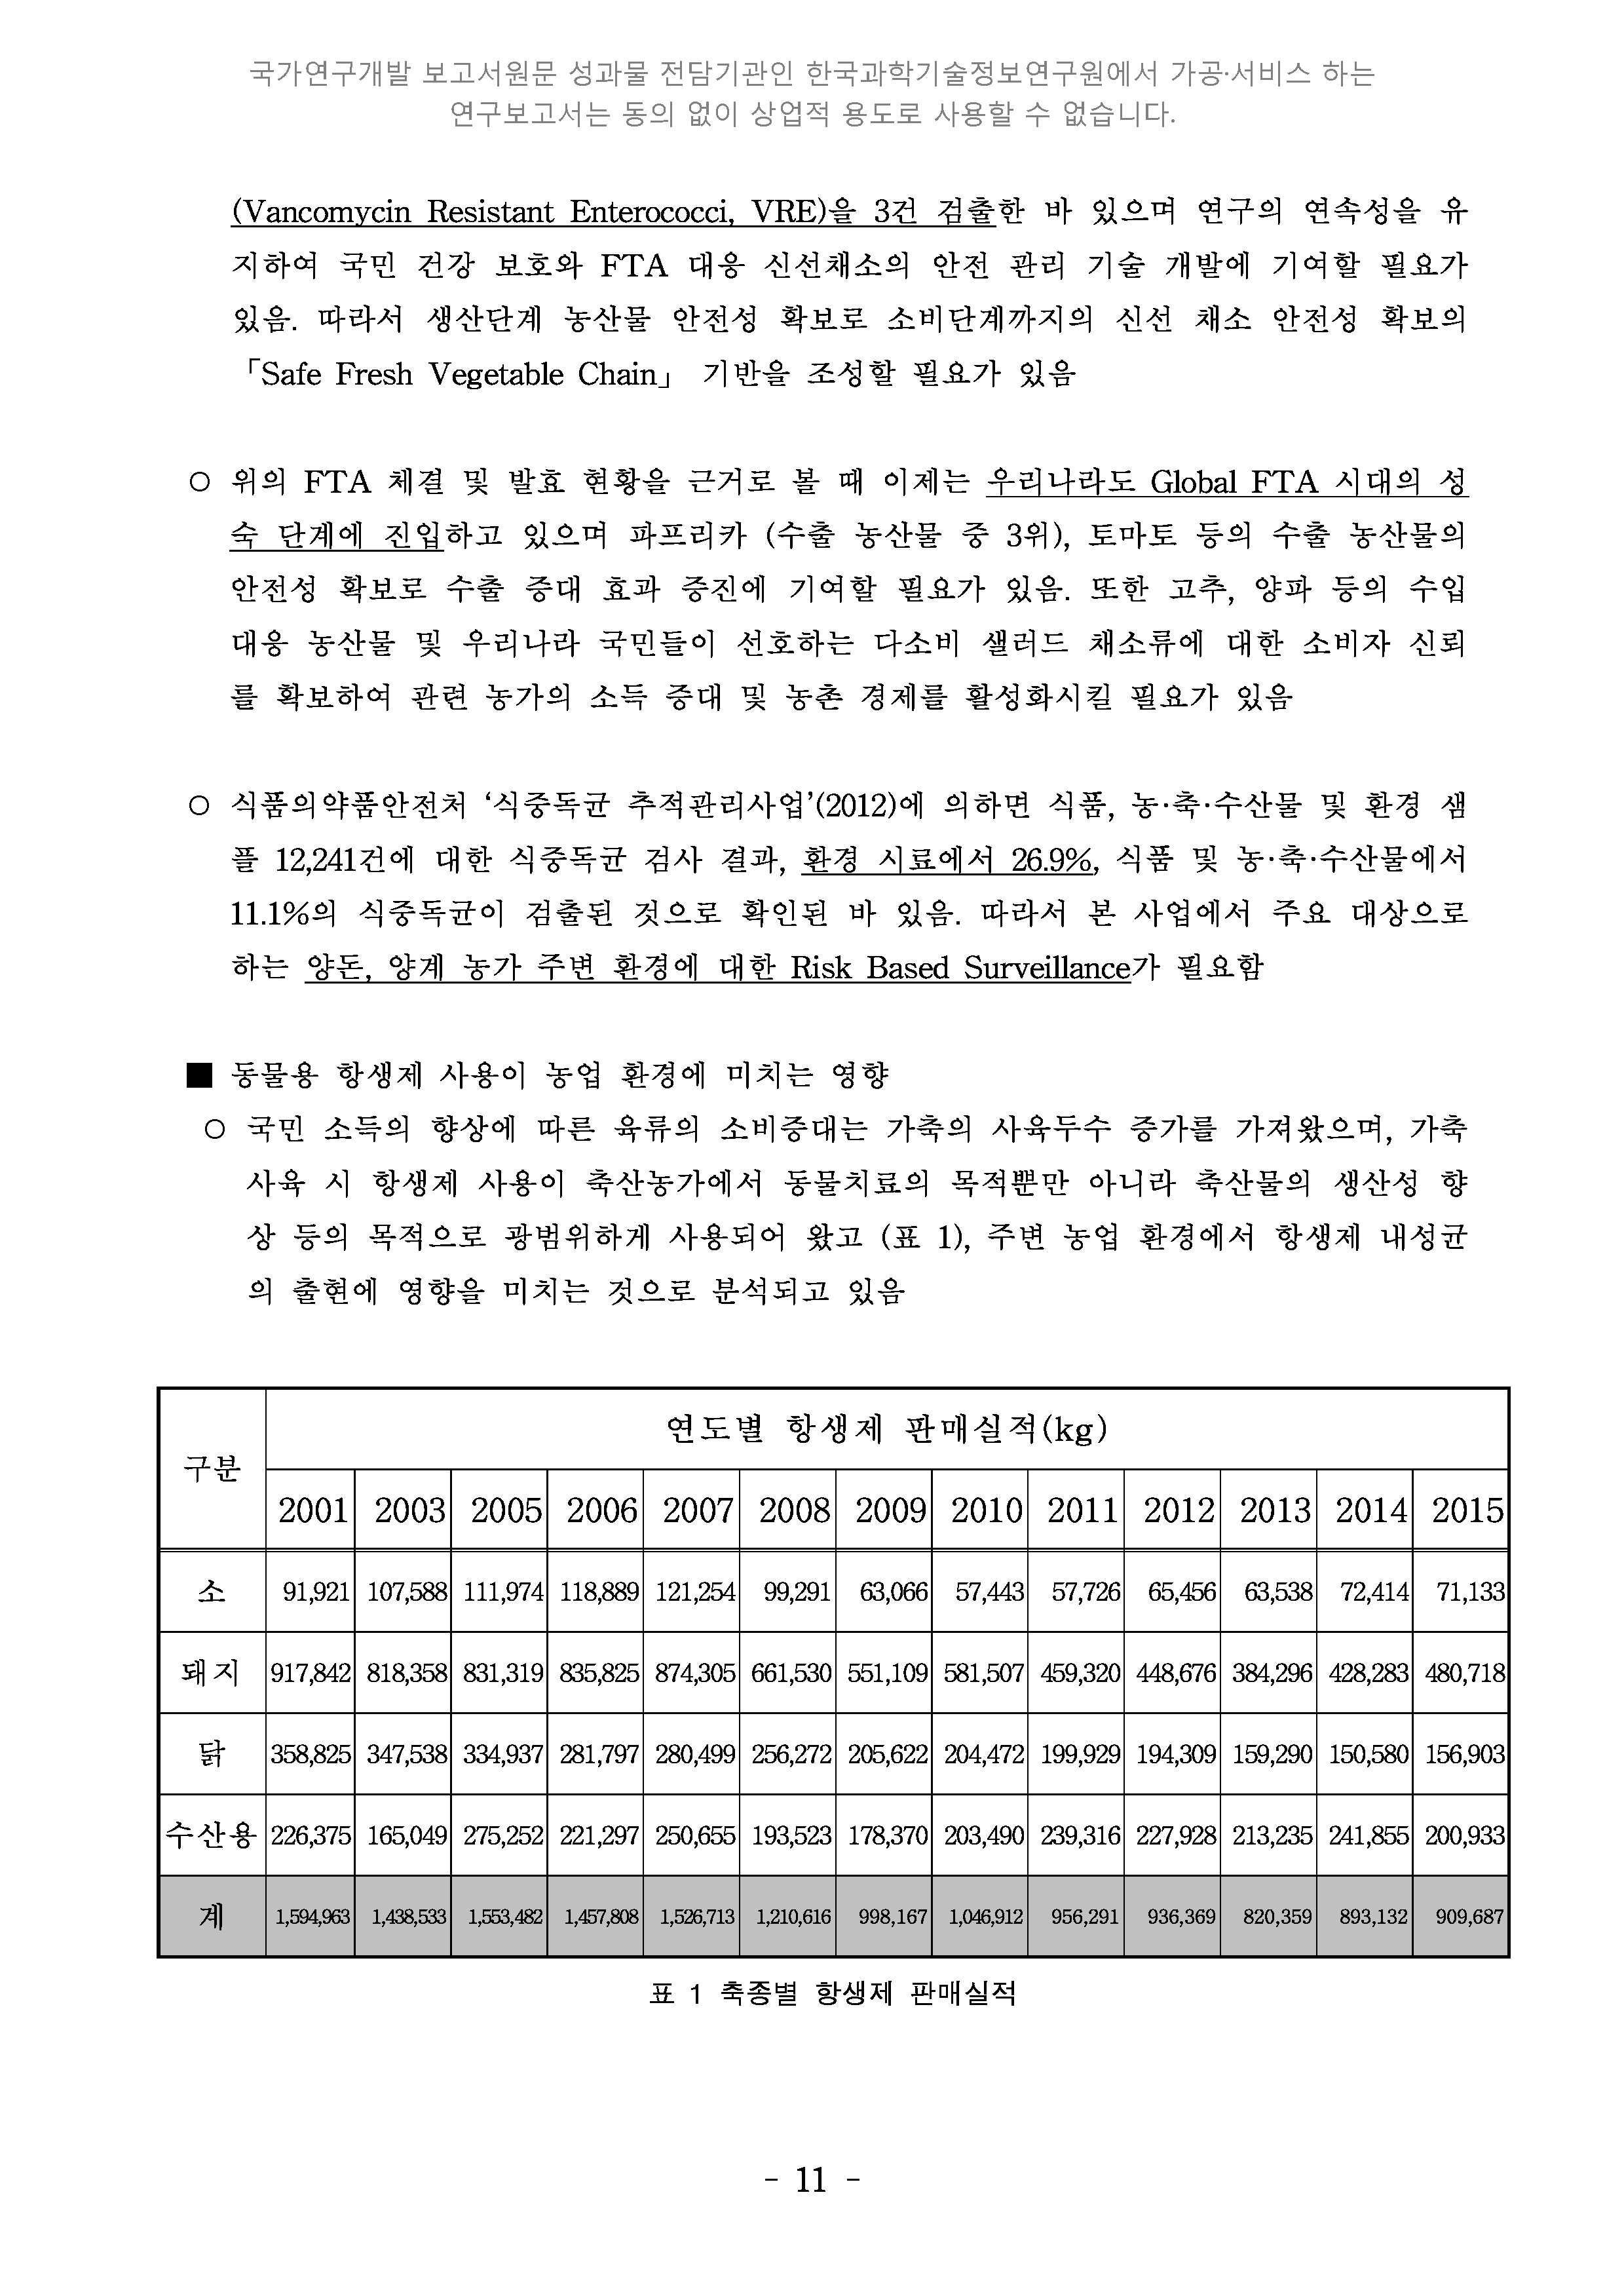 국가연구개발 보고서원문 성과물 전담기관인 한국과학기술정보연구원에서 가공·서비스 하는
연구보고서는 동의 없이 상업적 용도로 사용할 수 없습니다.
(Vancomycin Resistant Enterococci, VRE)을 3건 검출한 바 있으며 연구의 연속성을 유
지하여 국민 건강 보호와 FTA 대응 신선채소의 안전 관리 기술 개발에 기여할 필요가
있음. 따라서 생산단계 농산물 안전성 확보로 소비단계까지의 신선 채소 안전성 확보의
「Safe Fresh Vegetable Chain」 기반을 조성할 필요가 있음
○ 위의 FTA 체결 및 발효 현황을 근거로 볼 때 이제는 우리나라도 Global FTA 시대의 성
숙 단계에 진입하고 있으며 파프리카 (수출 농산물 중 3위), 토마토 등의 수출 농산물의
안전성 확보로 수출 증대 효과 증진에 기여할 필요가 있음. 또한 고추, 양파 등의 수입
대응 농산물 및 우리나라 국민들이 선호하는 다소비 샐러드 채소류에 대한 소비자 신뢰
를 확보하여 관련 농가의 소득 증대 및 농촌 경제를 활성화시킬 필요가 있음
○ 식품의약품안전처 ‘식중독균 추적관리사업’(2012)에 의하면 식품, 농·축·수산물 및 환경 샘
플 12,241건에 대한 식중독균 검사 결과, 환경 시료에서 26.9%, 식품 및 농·축·수산물에서
11.1%의 식중독균이 검출된 것으로 확인된 바 있음. 따라서 본 사업에서 주요 대상으로
하는 양돈, 양계 농가 주변 환경에 대한 Risk Based Surveillance가 필요함
■ 동물용 항생제 사용이 농업 환경에 미치는 영향
○ 국민 소득의 향상에 따른 육류의 소비증대는 가축의 사육두수 증가를 가져왔으며, 가축
사육 시 항생제 사용이 축산농가에서 동물치료의 목적뿐만 아니라 축산물의 생산성 향
상 등의 목적으로 광범위하게 사용되어 왔고 (표 1), 주변 농업 환경에서 항생제 내성균
의 출현에 영향을 미치는 것으로 분석되고 있음
구분 연도별 항생제 판매실적(kg)
2001 2003 2005 2006 2007 2008 2009 2010 2011 2012 2013 2014 2015
소 91,921 107,588 111,974 118,889 121,254 99,291 63,066 57,443 57,726 65,456 63,538 72,414 71,133
돼지 917,842 818,358 831,319 835,825 874,305 661,530 551,109 581,507 459,320 448,676 384,296 428,283 480,718
닭 358,825 347,538 334,937 281,797 280,499 256,272 205,622 204,472 199,929 194,309 159,290 150,580 156,903
수산용 226,375 165,049 275,252 221,297 250,655 193,523 178,370 203,490 239,316 227,928 213,235 241,855 200,933
계 1,594,963 1,438,533 1,553,482 1,457,808 1,526,713 1,210,616 998,167 1,046,912 956,291 936,369 820,359 893,132 909,687
표 1 축종별 항생제 판매실적
- 11 -